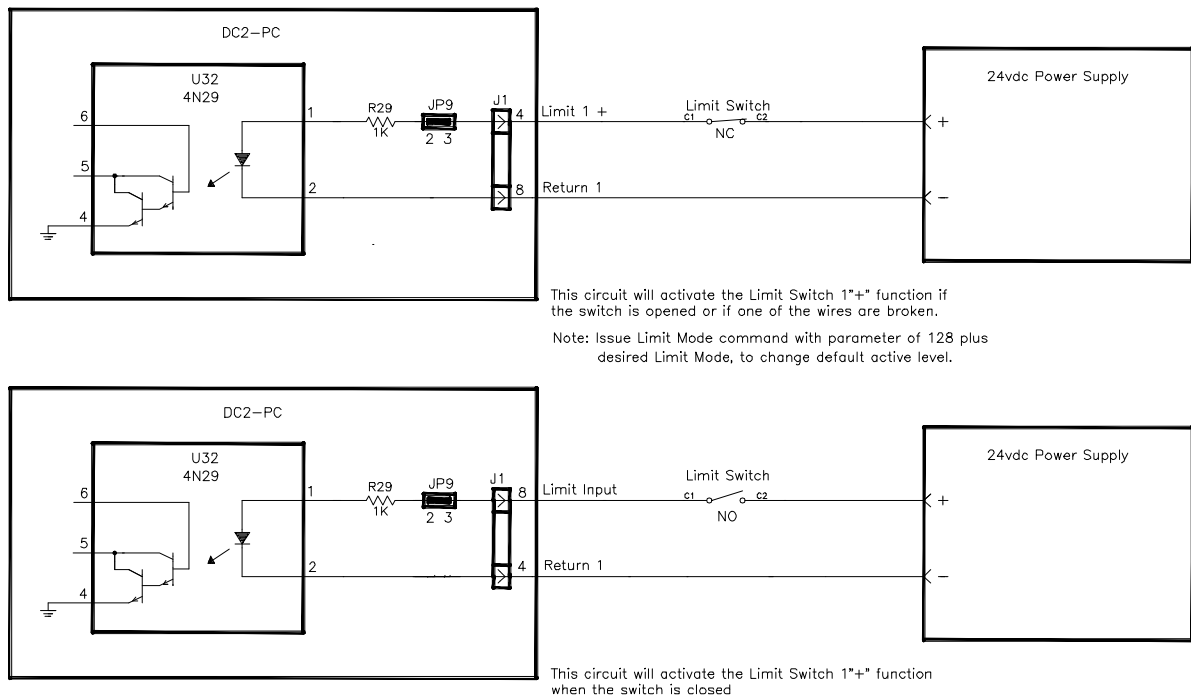 DC2-PC
U32
4N29
6
5
4
1
2
R29
1K
JP9
2 3
J1
4
8
Limit 1 +
Return 1
Limit Switch
C1
C2
NC
24vdc Power Supply
+
-
This circuit will activate the Limit Switch 1"+" function if
the switch is opened or if one of the wires are broken.
Note: Issue Limit Mode command with parameter of 128 plus
desired Limit Mode, to change default active level.
DC2-PC
U32
4N29
6
5
4
1
2
R29
1K
JP9
2 3
J1
8
4
Limit Input
Return 1
Limit Switch
C1
C2
NO
24vdc Power Supply
+
-
This circuit will activate the Limit Switch 1"+" function
when the switch is closed